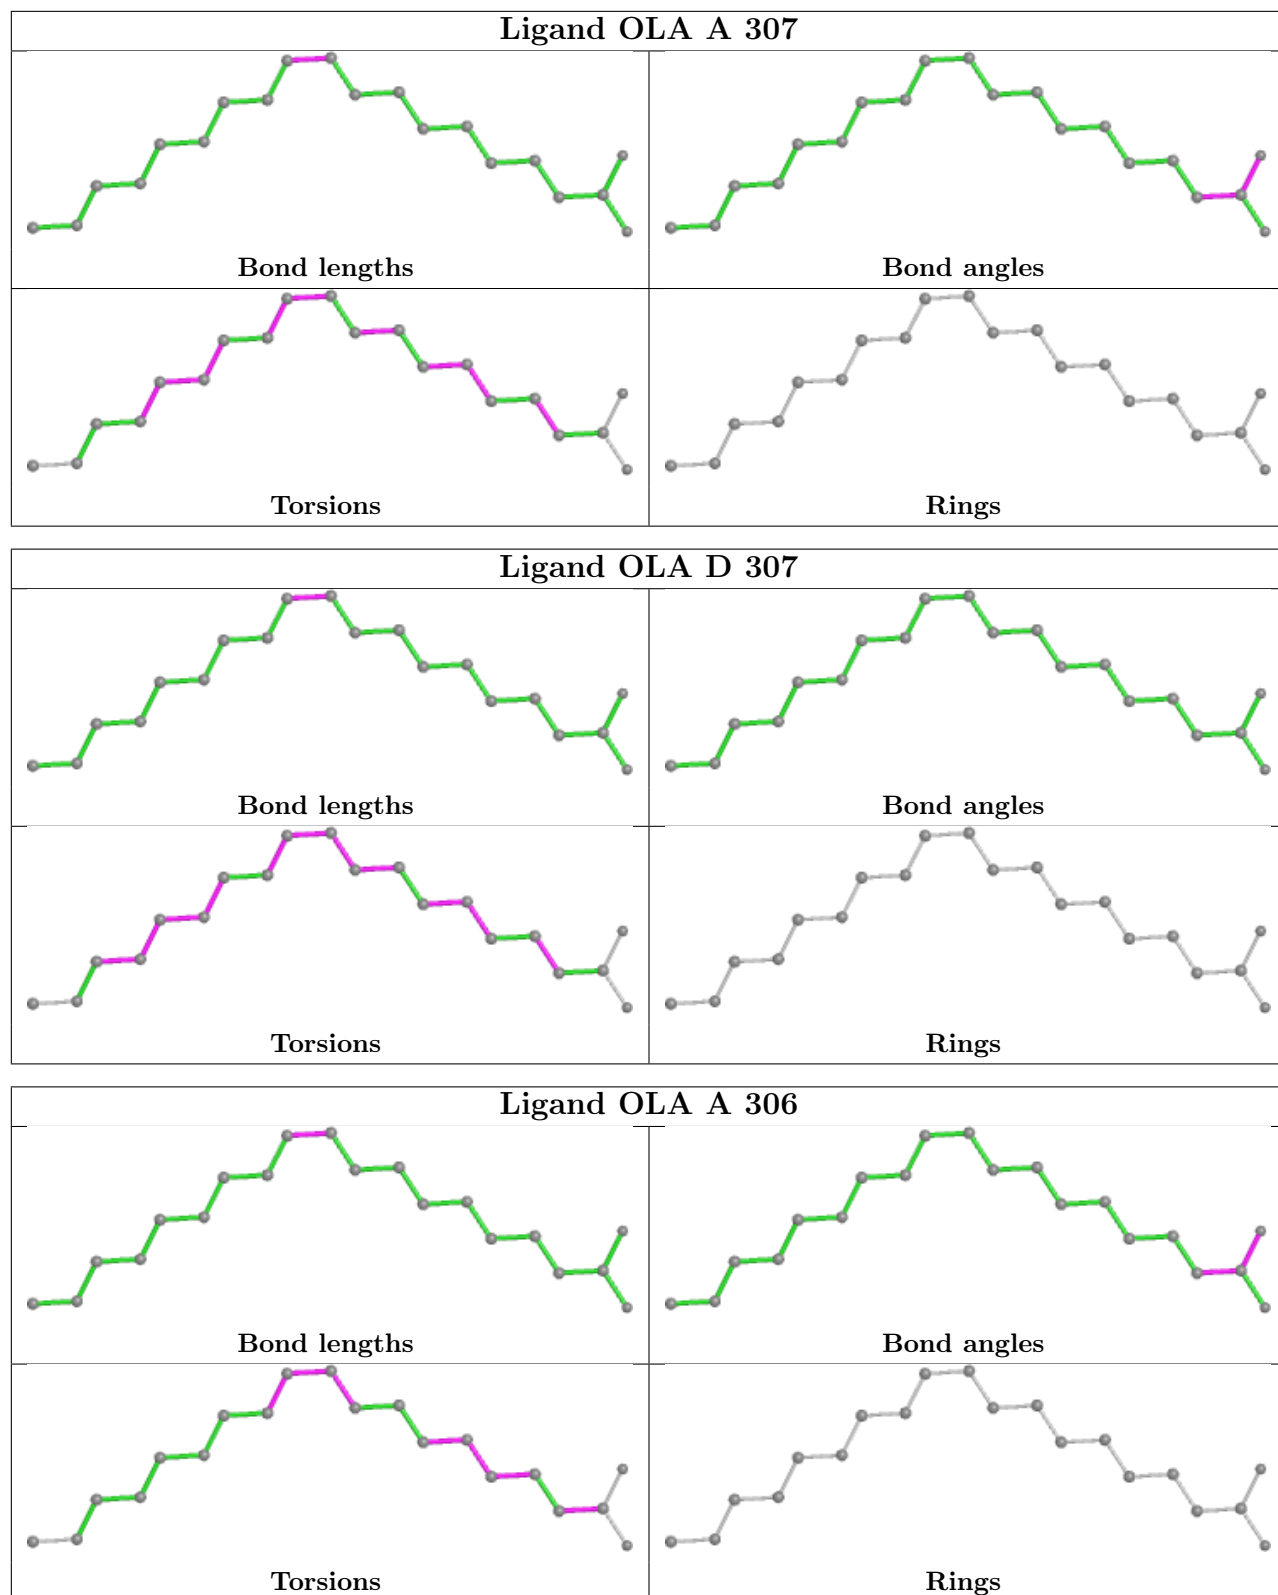 Ligand OLA A 307
Bond lengths
Bond angles
Torsions
Rings
Ligand OLA D 307
Bond lengths
Bond angles
Torsions
Rings
Ligand OLA A 306
Bond lengths
Bond angles
Torsions
Rings